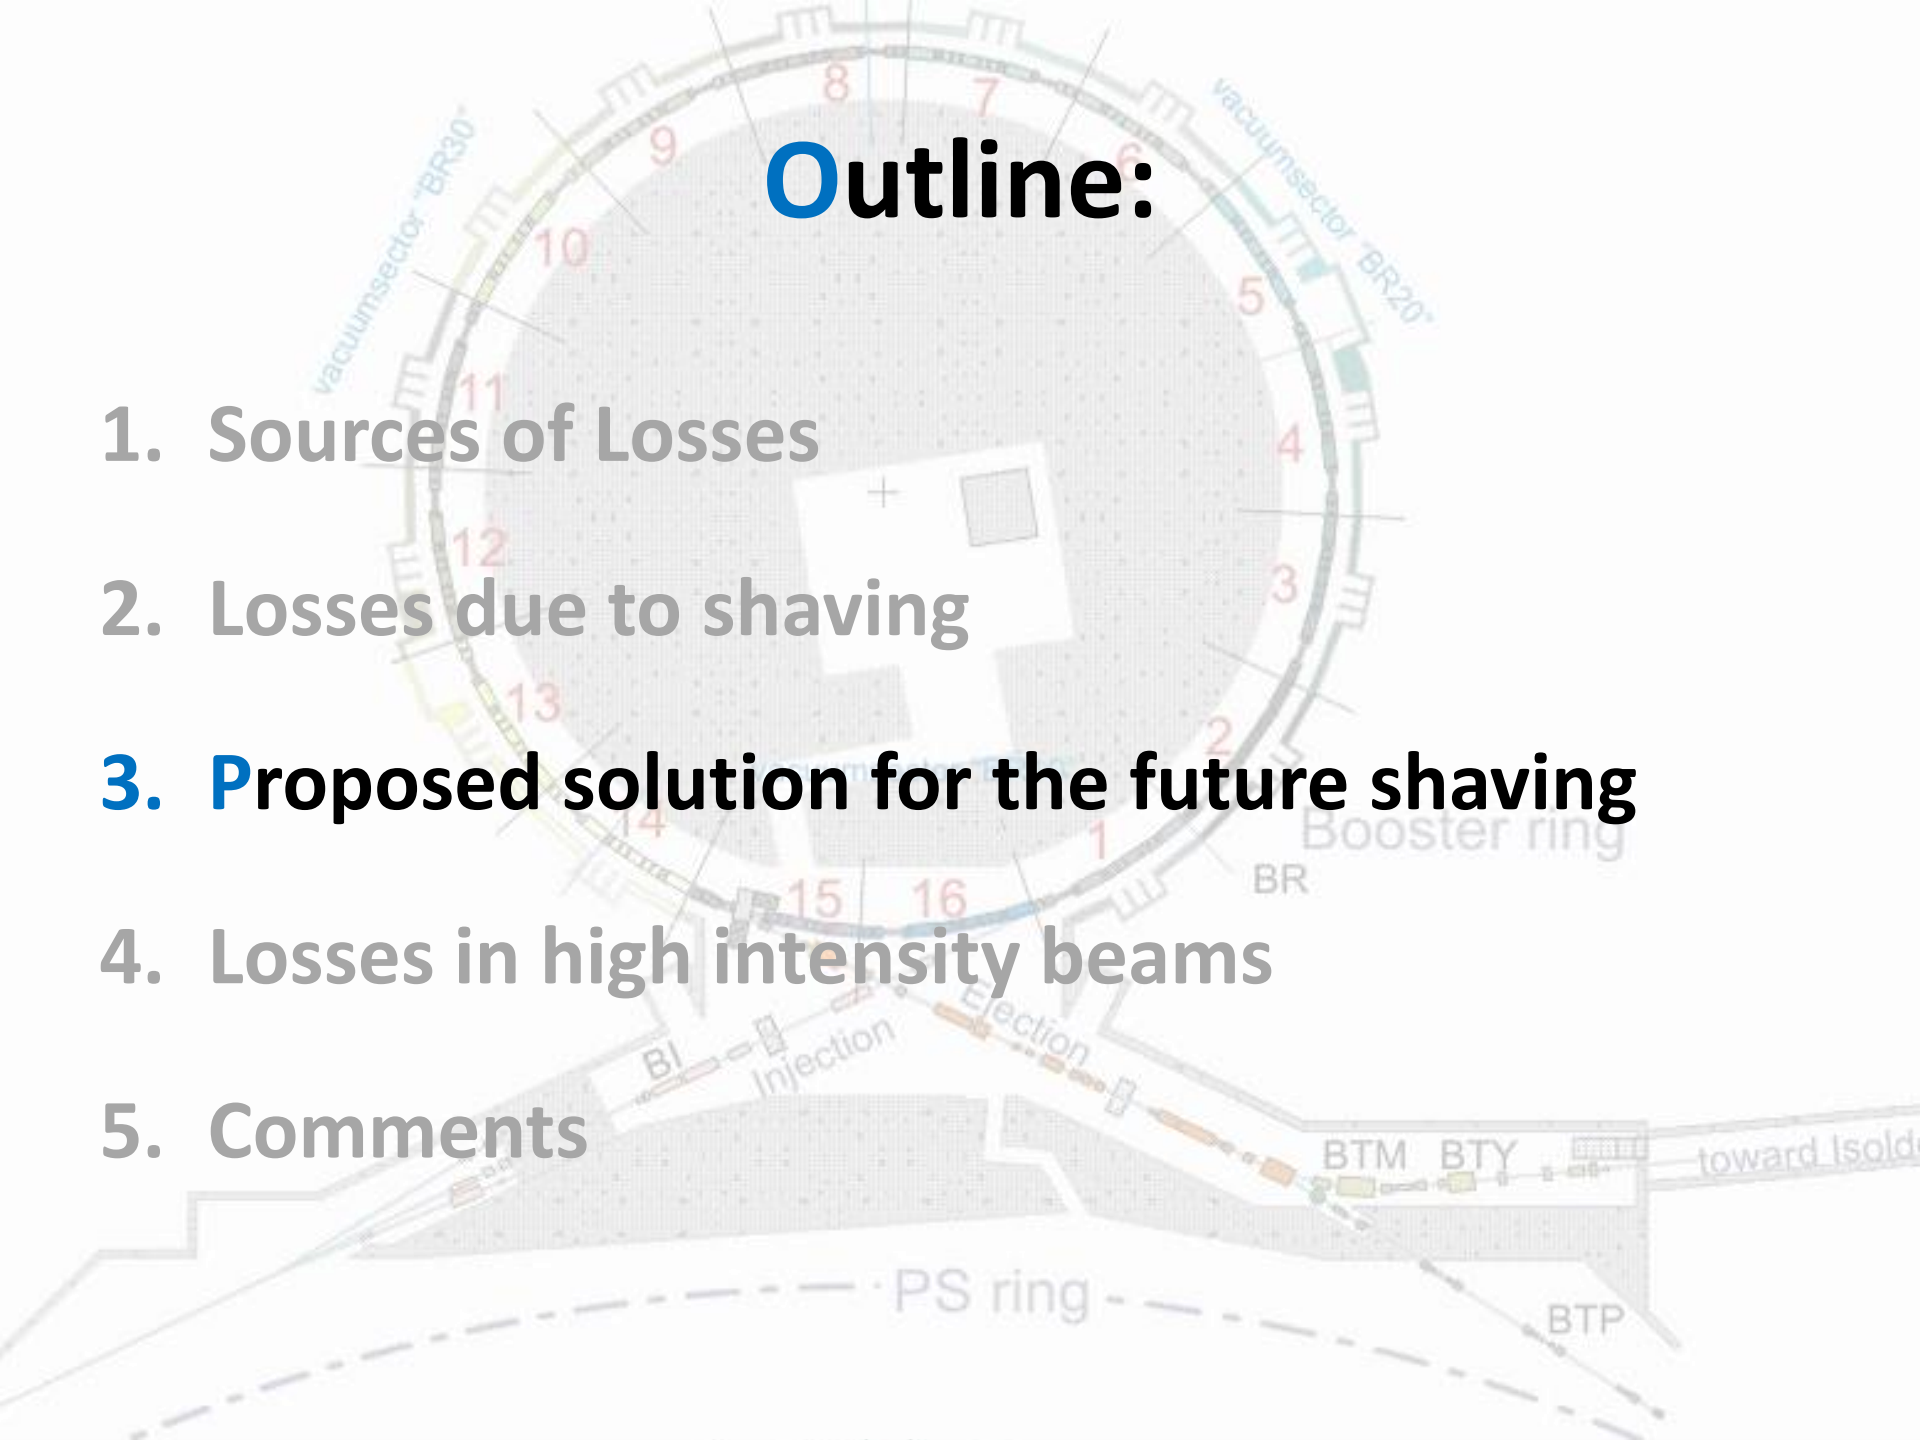 8
7
9
6
vacuumsector "BR30"
vacuumsector "BR20"
Outline:
10
5
11
4
1. Sources of Losses
12
3
2. Losses due to shaving
13
2
3. Proposed solution for the future shaving
14
1
Booster ring
BR
15
16
4. Losses in high intensity beams
Ejection
Injection
BI
5. Comments
BTM
BTY
PS ring
BTP